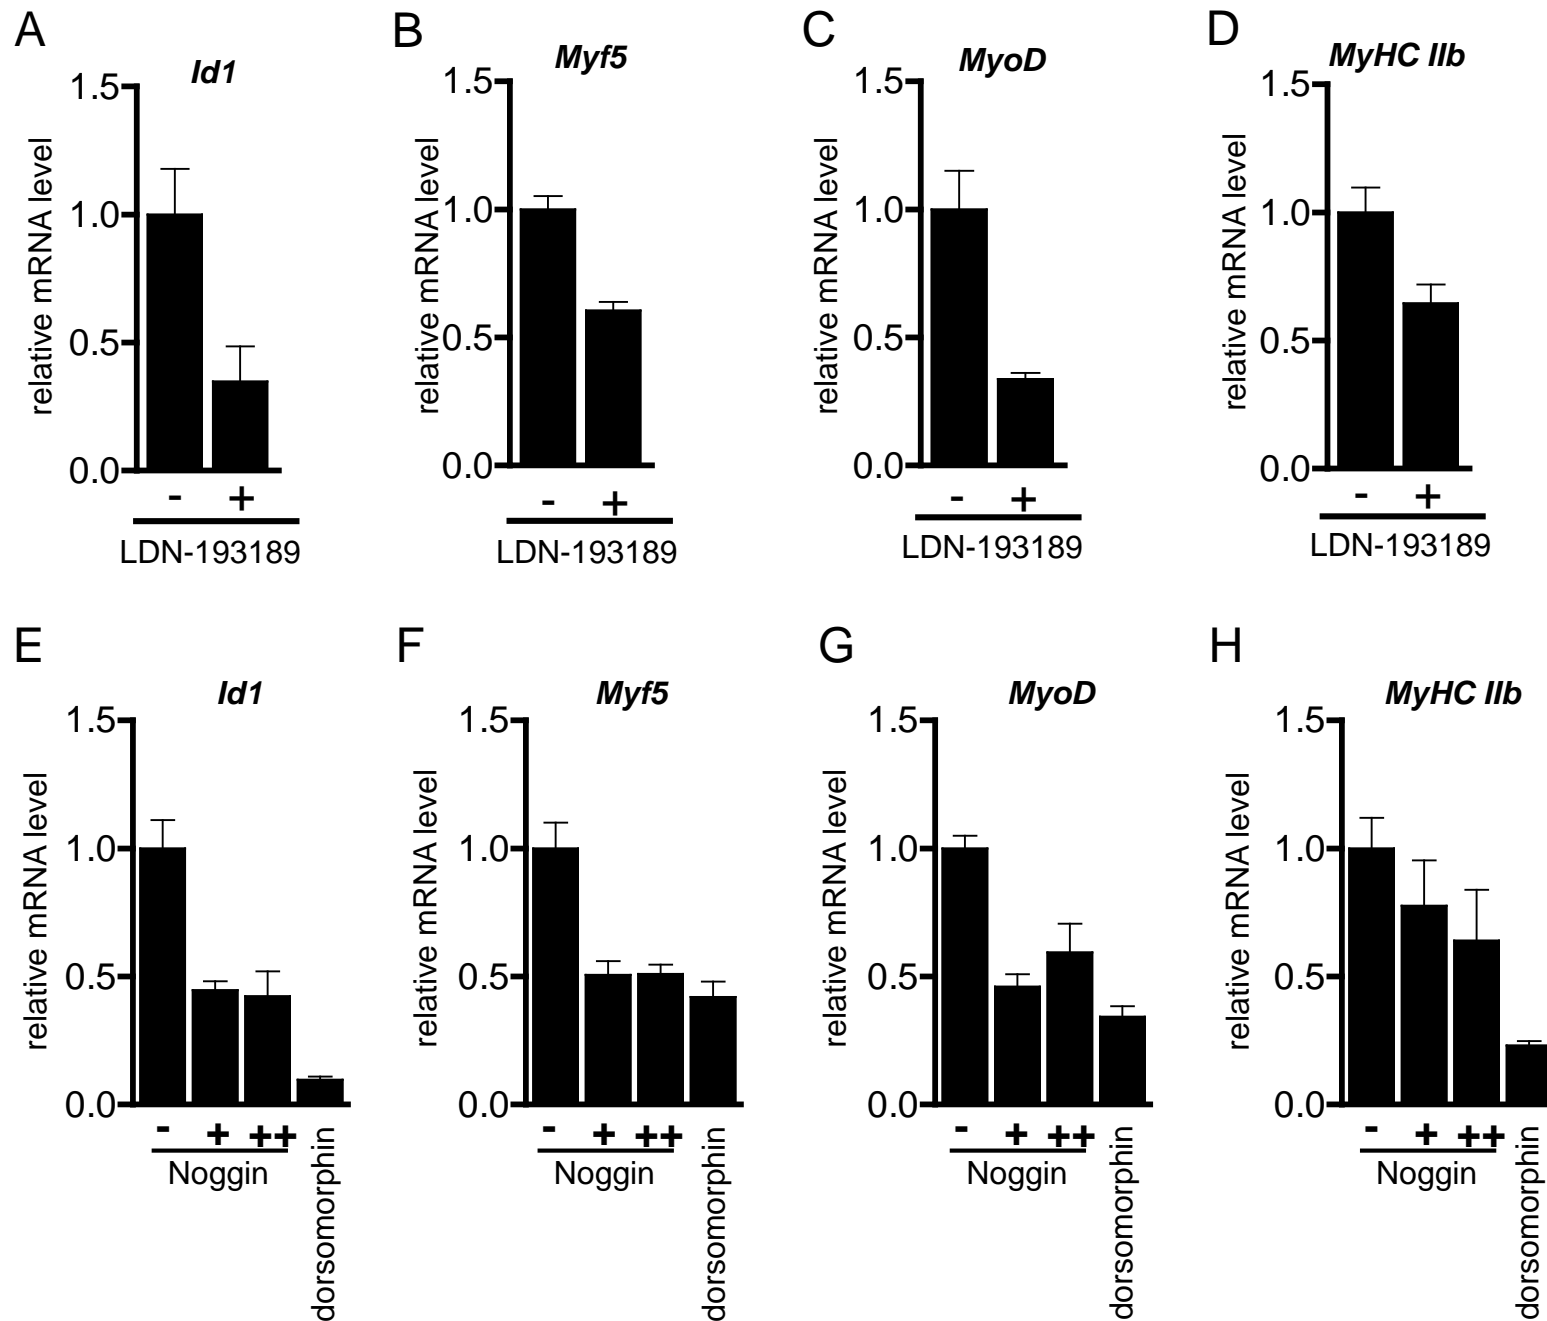 A
Id1
1.5
1.0
0.5
0.0
relative mRNA level
- +
LDN-193189
B
Myf5
1.5
1.0
0.5
0.0
relative mRNA level
- +
LDN-193189
C
MyoD
1.5
1.0
0.5
0.0
relative mRNA level
- +
LDN-193189
D
MyHC IIb
1.5
1.0
0.5
0.0
relative mRNA level
- +
LDN-193189
E
Id1
1.5
1.0
0.5
0.0
relative mRNA level
- + ++
Noggin
dorsomorphin
F
Myf5
1.5
1.0
0.5
0.0
relative mRNA level
- + ++
Noggin
dorsomorphin
G
MyoD
1.5
1.0
0.5
0.0
relative mRNA level
- + ++
Noggin
dorsomorphin
H
MyHC IIb
1.5
1.0
0.5
0.0
relative mRNA level
- + ++
Noggin
dorsomorphin